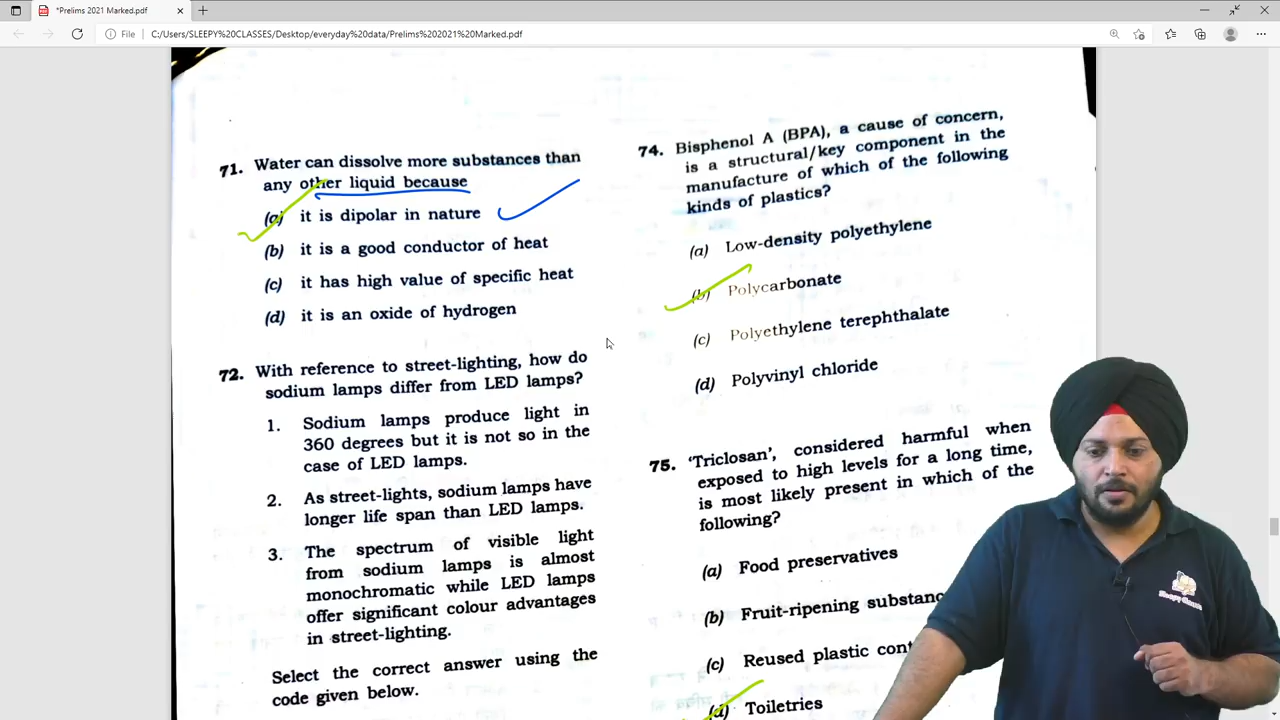 *Prelims 2021 Marked.pdf
File
C:/Users/SLEEPY%20CLASSES/Desktop/everyday%20data/Prelims%202021%20Marked.pdf
71. Water can dissolve more substances than
any other liquid because
(a) it is dipolar in nature
(b) it is a good conductor of heat
(c) it has high value of specific heat
(d) it is an oxide of hydrogen
72. With reference to street-lighting, how do
sodium lamps differ from LED lamps?
1. Sodium lamps produce light in
360 degrees but it is not so in the
case of LED lamps.
2. As street-lights, sodium lamps have
longer life span than LED lamps.
3. The spectrum of visible light
from sodium lamps is almost
monochromatic while LED lamps
offer significant colour advantages
in street-lighting.
Select the correct answer using the
code given below.
74. Bisphenol A (BPA), a cause of concern,
is a structural/key component in the
manufacture of which of the following
kinds of plastics?
(a) Low-density polyethylene
(b) Polycarbonate
(c) Polyethylene terephthalate
(d) Polyvinyl chloride
75. ‘Triclosan’, considered harmful when
exposed to high levels for a long time,
is most likely present in which of the
following?
(a) Food preservatives
(b) Fruit-ripening substanc
(c) Reused plastic con
(d) Toiletries
Sleepy Classes